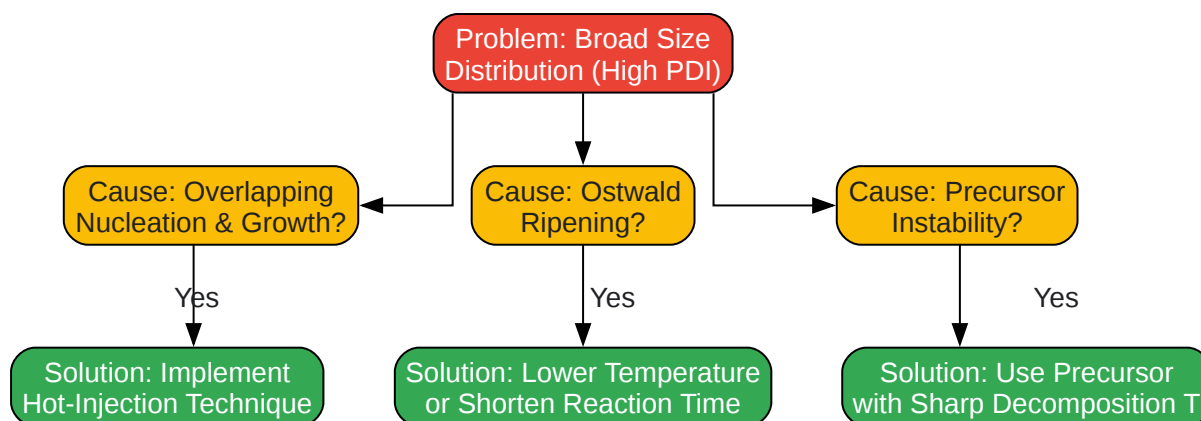 Problem: Broad Size
Distribution (High PDI)
Cause: Overlapping
Nucleation & Growth?
Cause: Ostwald
Ripening?
Cause: Precursor
Instability?
Yes
Yes
Yes
Solution: Implement
Hot-Injection Technique
Solution: Lower Temperature
or Shorten Reaction Time
Solution: Use Precursor
with Sharp Decomposition T